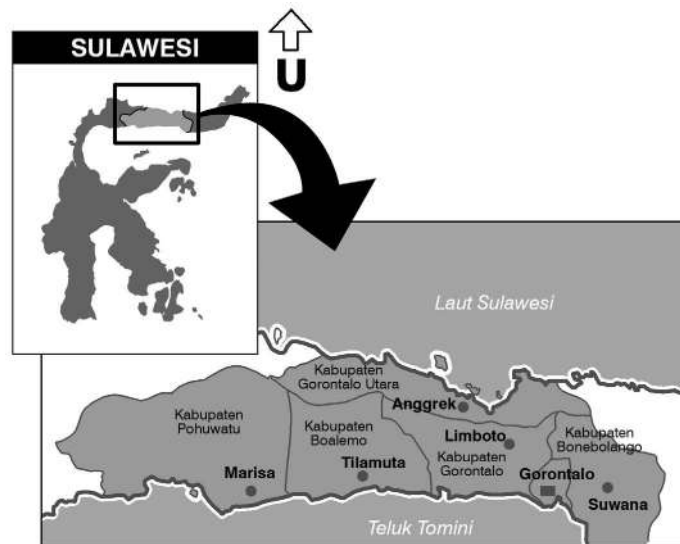 SULAWESI
U
Laut Sulawesi
Kabupaten
Gorontalo Utara
Anggrek
Kabupaten
Pohuwatu
Kabupaten
Boalemo
Limboto
Kabupaten
Gorontalo
Kabupaten
Bonebolango
Marisa
Tilamuta
Gorontalo
Suwana
Teluk Tomini